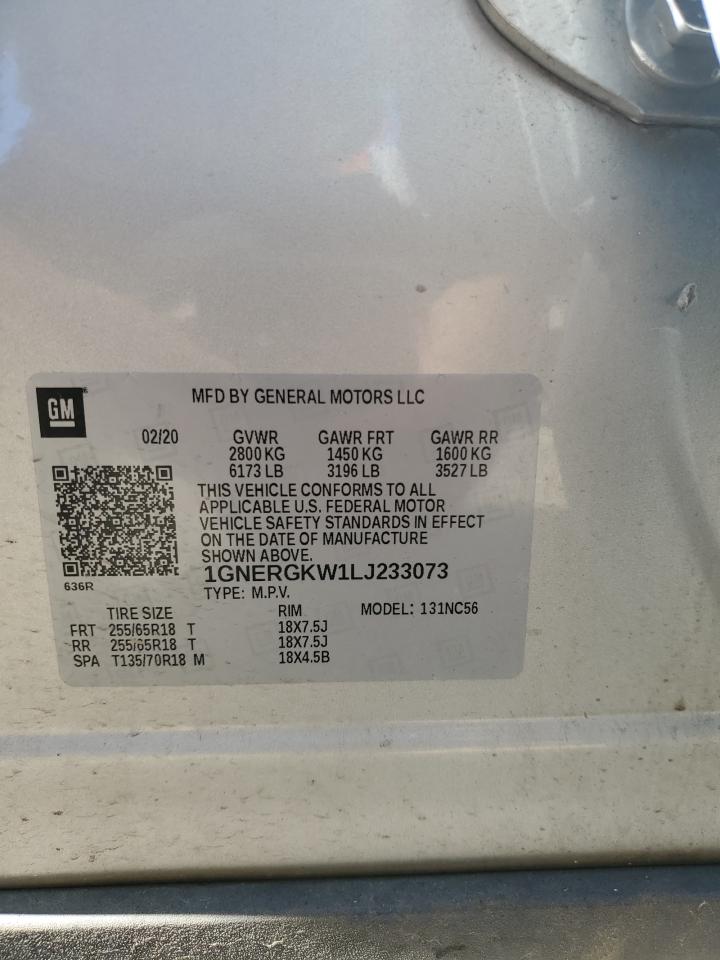 GM
MFD BY GENERAL MOTORS LLC
02/20 GVWR GAWR FRT GAWR RR
2800 KG 1450 KG 1600 KG
6173 LB 3196 LB 3527 LB
THIS VEHICLE CONFORMS TO ALL
APPLICABLE U.S. FEDERAL MOTOR
VEHICLE SAFETY STANDARDS IN EFFECT
ON THE DATE OF MANUFACTURE
SHOWN ABOVE.
636R
1GNERGKW1LJ233073
TYPE: M.P.V.
TIRE SIZE RIM MODEL: 131NC56
FRT 255/65R18 T 18X7.5J
RR 255/65R18 T 18X7.5J
SPA T135/70R18 M 18X4.5B